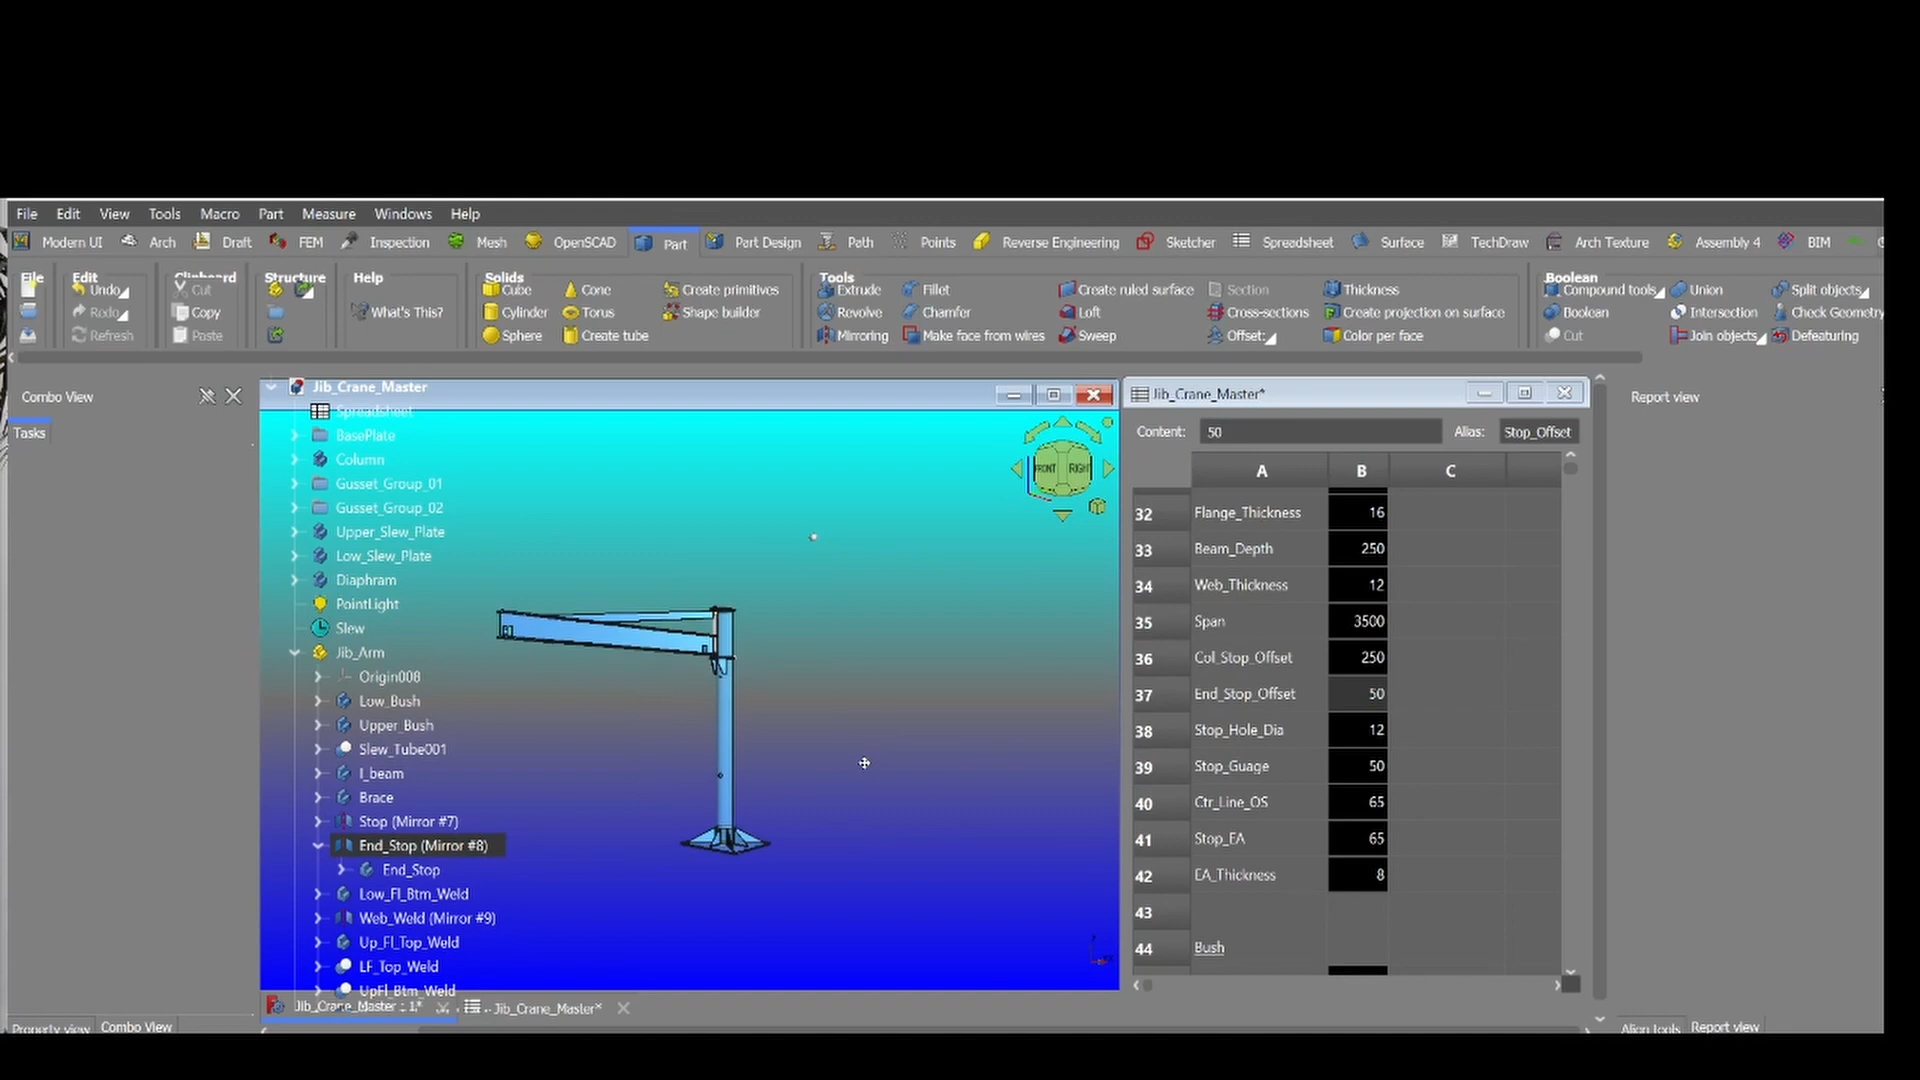 File Edit View Tools Macro Part Measure Windows Help
Modern UI Arch Draft FEM Inspection Mesh OpenSCAD Part Part Design Path Points Reverse Engineering Sketcher Spreadsheet Surface TechDraw Arch Texture Assembly 4 BIM
File Edit Clipboard Structure Help Solids Tools Boolean
Undo Cut Cube Cone Create primitives Extrude Fillet Create ruled surface Section Thickness Compound tools Union Split objects
Redo Copy What's This? Cylinder Torus Shape builder Revolve Chamfer Loft Cross-sections Create projection on surface Boolean Intersection Check Geometry
Refresh Paste Sphere Create tube Mirroring Make face from wires Sweep Offset: Color per face Cut Join objects Defeaturing
Combo View
Tasks
Jib_Crane_Master
Spreadsheet
BasePlate
Column
Gusset_Group_01
Gusset_Group_02
Upper_Slew_Plate
Low_Slew_Plate
Diaphram
PointLight
Slew
Jib_Arm
Origin008
Low_Bush
Upper_Bush
Slew_Tube001
I_beam
Brace
Stop (Mirror #7)
End_Stop (Mirror #8)
End_Stop
Low_Fl_Btm_Weld
Web_Weld (Mirror #9)
Up_Fl_Top_Weld
LF_Top_Weld
UpFl_Btm_Weld
FRONT RIGHT
Jib_Crane_Master*
Content: 50 Alias: Stop_Offset
A B C
32 Flange_Thickness 16
33 Beam_Depth 250
34 Web_Thickness 12
35 Span 3500
36 Col_Stop_Offset 250
37 End_Stop_Offset 50
38 Stop_Hole_Dia 12
39 Stop_Guage 50
40 Ctr_Line_OS 65
41 Stop_EA 65
42 EA_Thickness 8
43
44 Bush
Report view
Jib_Crane_Master : 1* Jib_Crane_Master*
Property view Combo View
Align tools Report view